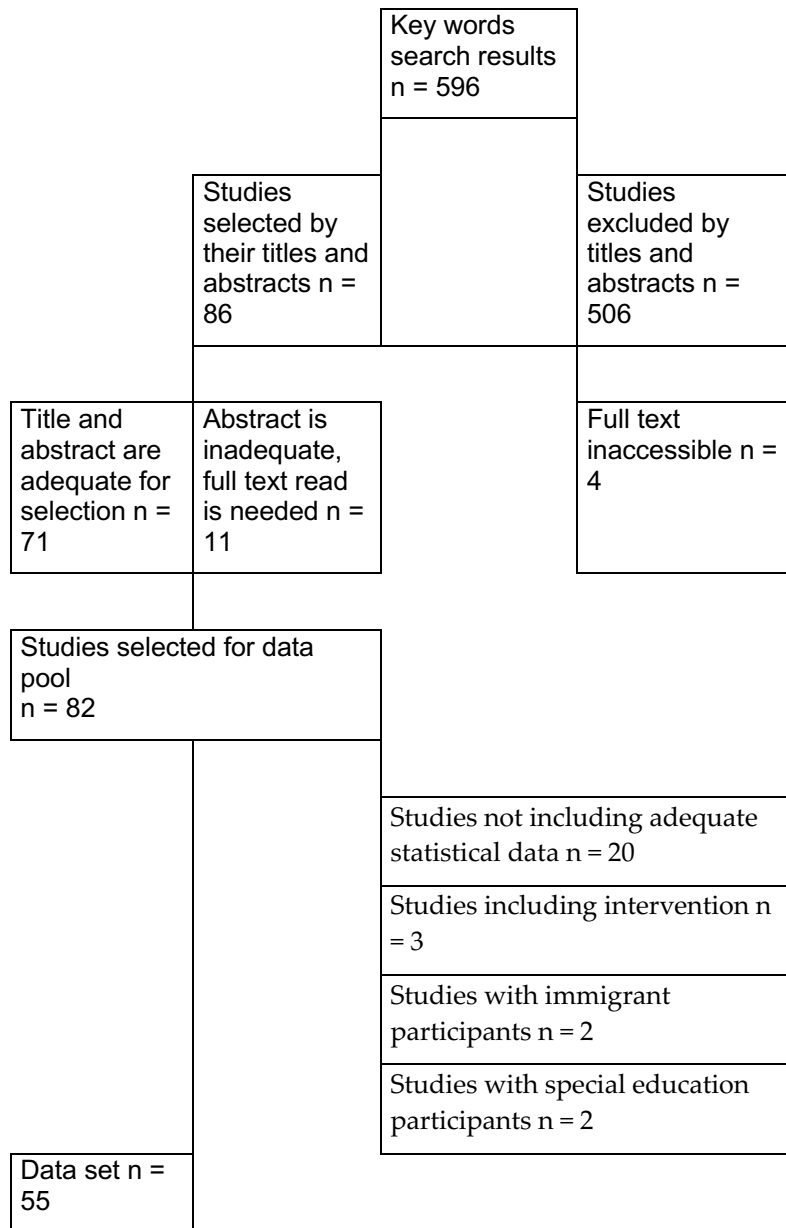 Key words
search results
n = 596
Studies
selected by
their titles and
abstracts n =
86
Studies
excluded by
titles and
abstracts n =
506
Title and
abstract are
adequate for
selection n =
71
Abstract is
inadequate,
full text read
is needed n =
11
Full text
inaccessible n =
4
Studies selected for data
pool
n = 82
Studies not including adequate
statistical data n = 20
Studies including intervention n
= 3
Studies with immigrant
participants n = 2
Studies with special education
participants n = 2
Data set n =
55